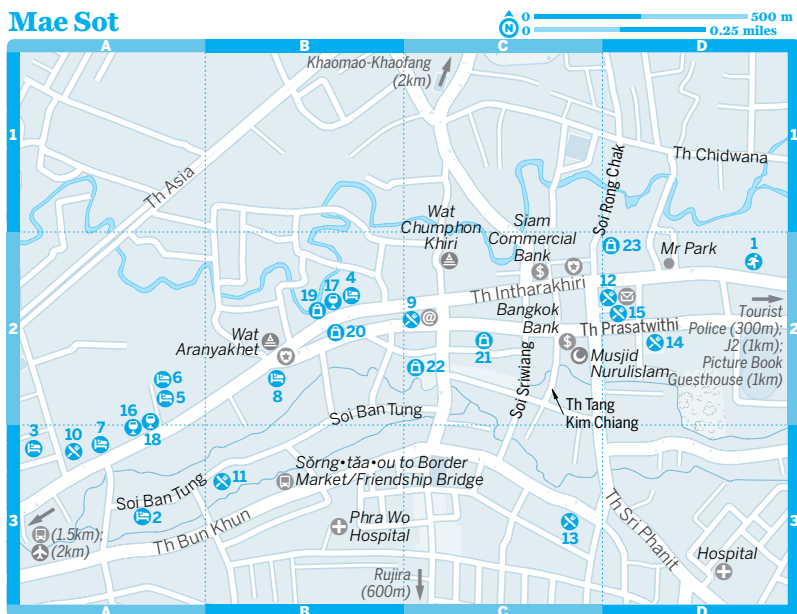 Mae Sot
N
0 500 m
0 0.25 miles
A B C D
Khaomao-Khaofang
(2km)
1 1
Th Chidwana
Soi Rong Chak
Th Asia
Wat
Chumphon
Khiri
Siam
Commercial
Bank
$
23
Mr Park
1
19 17 4
12
9
@
Th Intharakhiri
15
Tourist
Police (300m);
J2 (1km);
Picture Book
Guesthouse (1km)
2 2
Bangkok
Bank
$
Th Prasatwithi
14
20
21
Wat
Aranyakhet
Musjid
Nurulislam
22
Soi Sriwiang
6
5
8
Th Tang
Kim Chiang
Soi Ban Tung
16
18
3
10
7
Sŏrng•tăa•ou to Border
Market/Friendship Bridge
11
Soi Ban Tung
2
3 3
(1.5km);
(2km)
Th Bun Khun
Phra Wo
Hospital
13
Th Sri Phanit
Hospital
Rujira
(600m)
A B C D